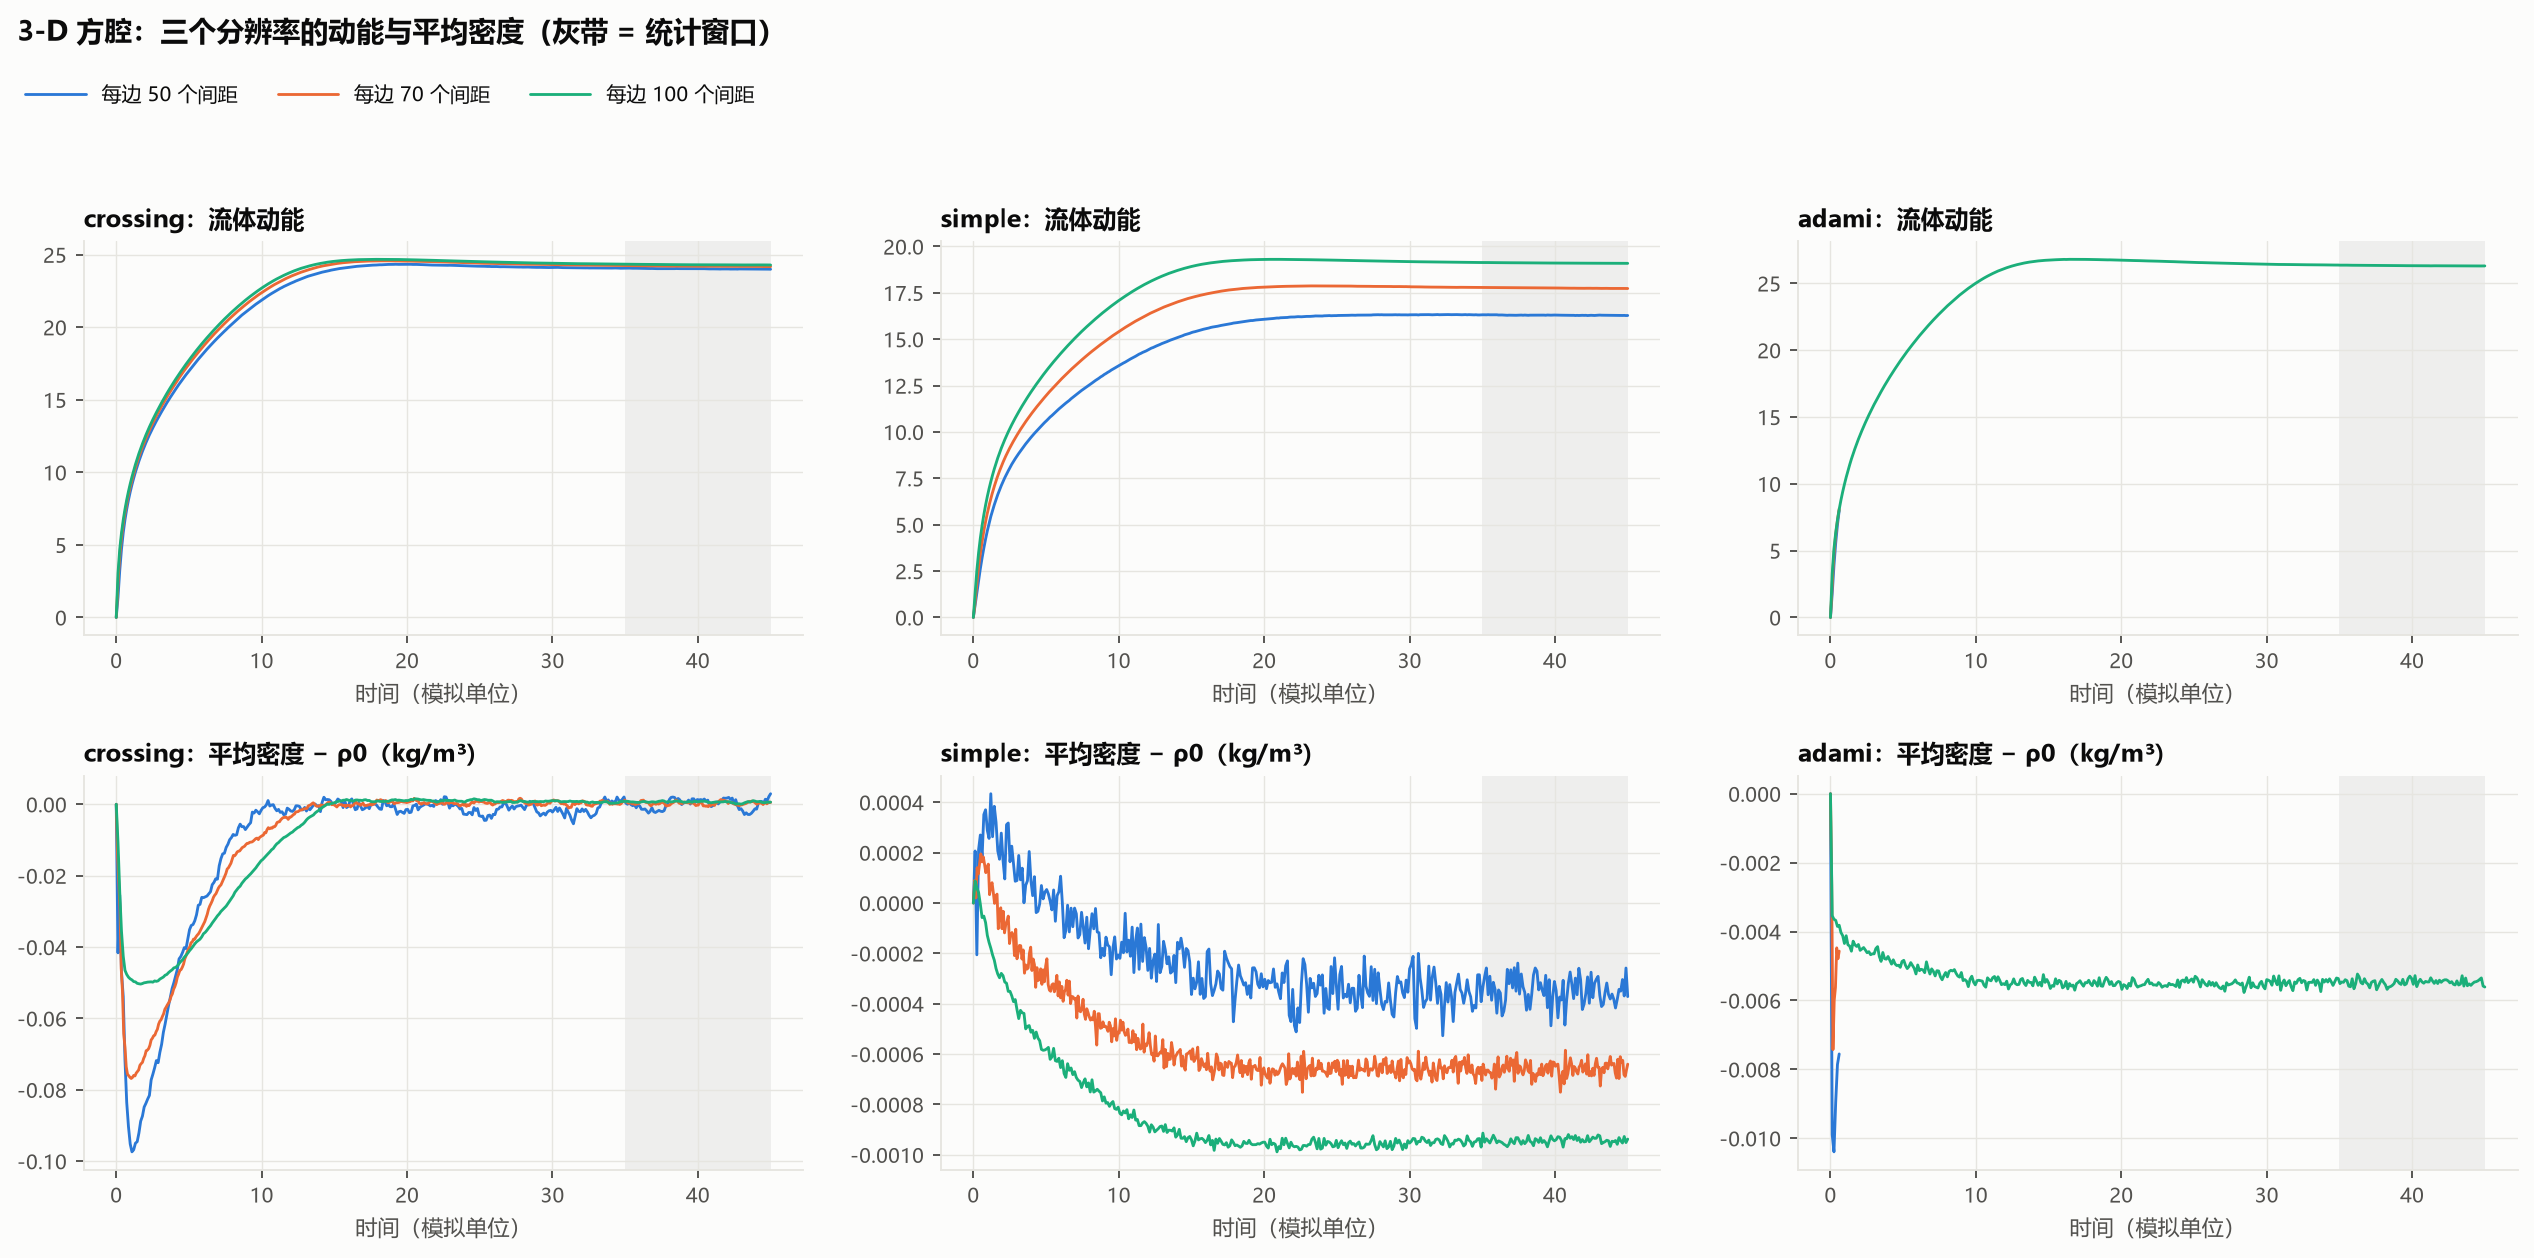 3-D 方腔：三个分辨率的动能与平均密度（灰带 = 统计窗口）
每边 50 个间距 每边 70 个间距 每边 100 个间距
crossing：流体动能
25
20
15
10
5
0
0 10 20 30 40
时间（模拟单位）
simple：流体动能
20.0
17.5
15.0
12.5
10.0
7.5
5.0
2.5
0.0
0 10 20 30 40
时间（模拟单位）
adami：流体动能
25
20
15
10
5
0
0 10 20 30 40
时间（模拟单位）
crossing：平均密度 − ρ0（kg/m³）
0.00
-0.02
-0.04
-0.06
-0.08
-0.10
0 10 20 30 40
时间（模拟单位）
simple：平均密度 − ρ0（kg/m³）
0.0004
0.0002
0.0000
-0.0002
-0.0004
-0.0006
-0.0008
-0.0010
0 10 20 30 40
时间（模拟单位）
adami：平均密度 − ρ0（kg/m³）
0.000
-0.002
-0.004
-0.006
-0.008
-0.010
0 10 20 30 40
时间（模拟单位）